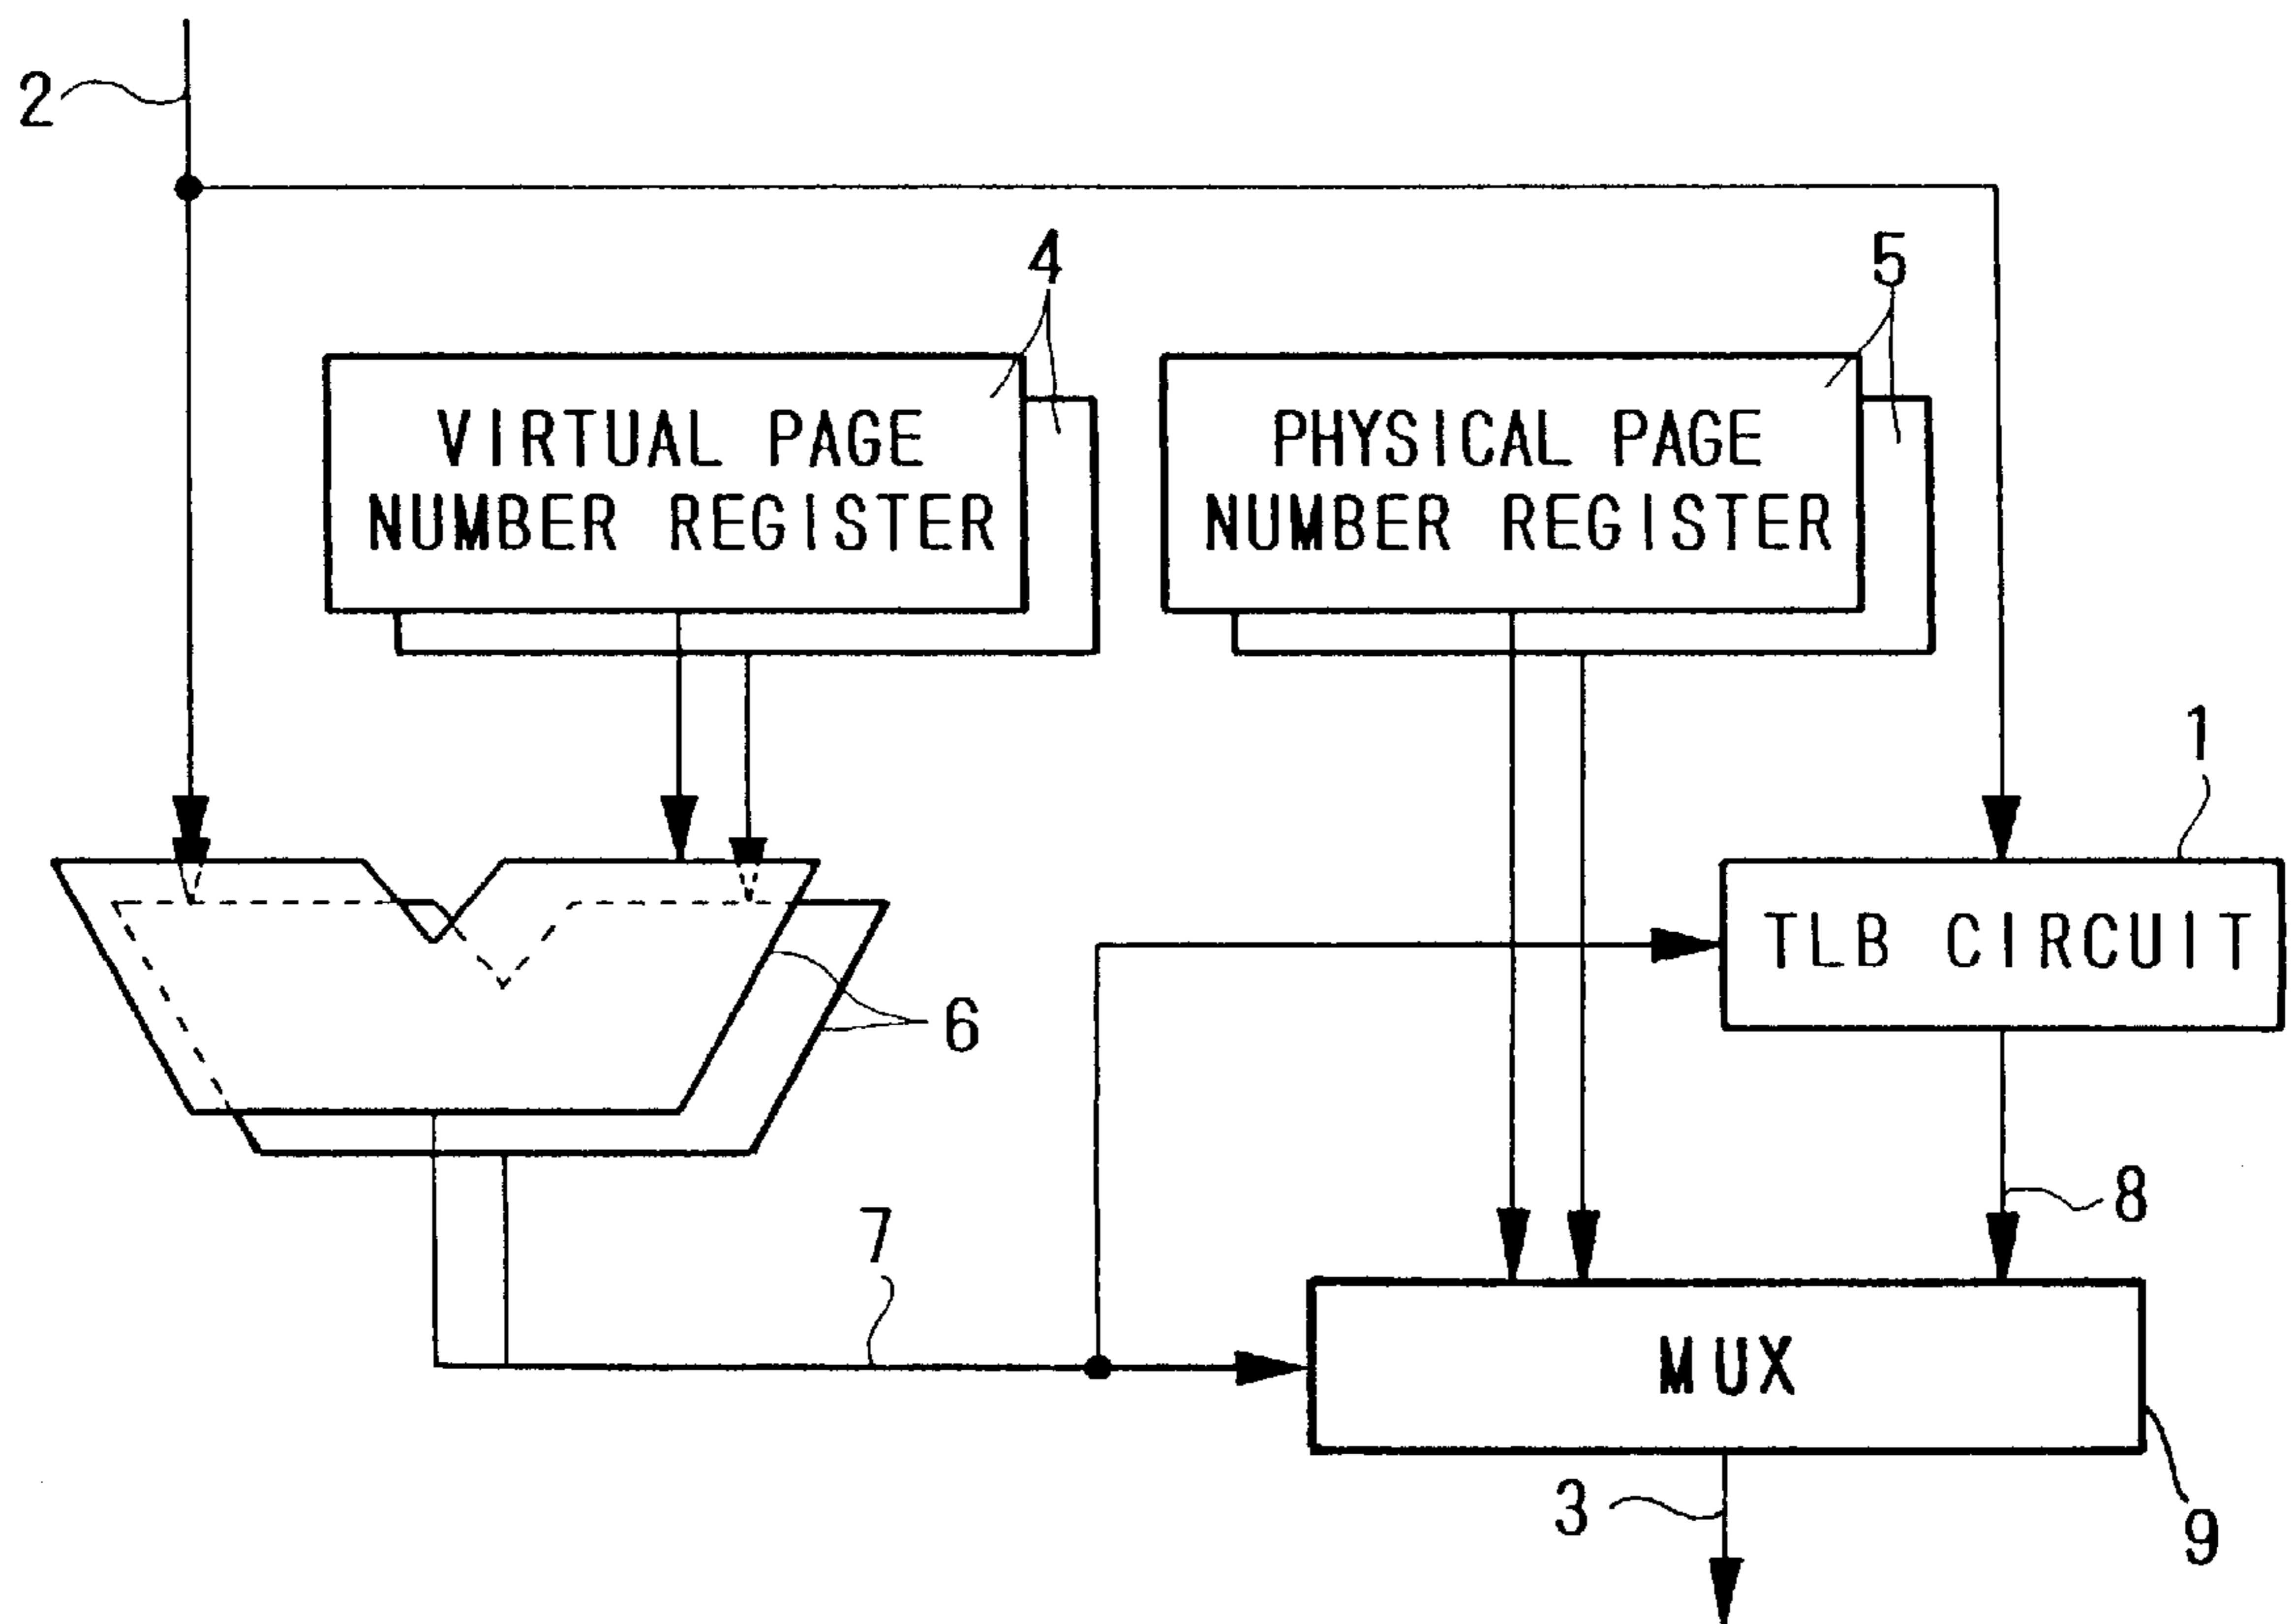 2
4
5
VIRTUAL PAGE
NUMBER REGISTER
PHYSICAL PAGE
NUMBER REGISTER
1
TLB CIRCUIT
6
8
7
MUX
3
9